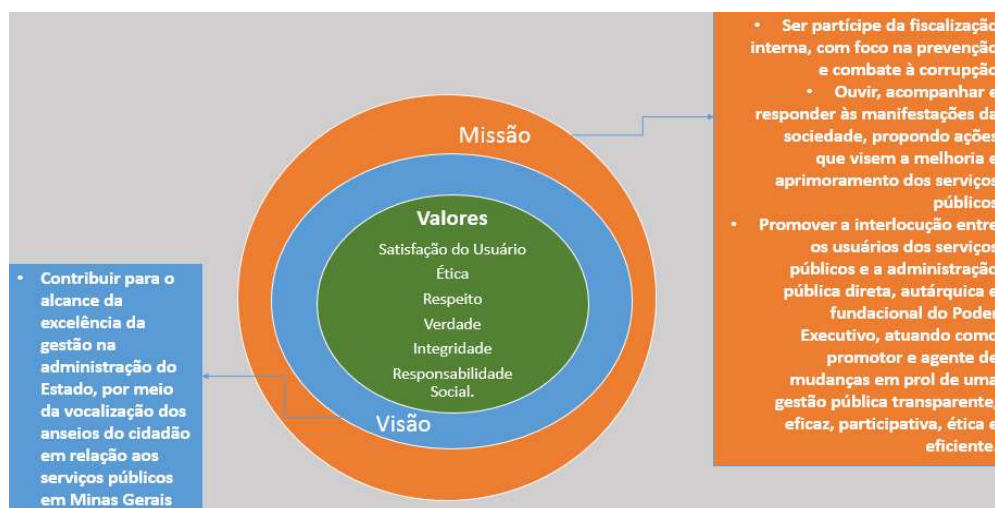 Missão
• Ser partícipe da fiscalização
interna, com foco na prevenção
e combate à corrupção
• Ouvir, acompanhar e
responder às manifestações da
sociedade, propondo ações
que visem a melhoria e
aprimoramento dos serviços
públicos
• Promover a interlocução entre
os usuários dos serviços
públicos e a administração
pública direta, autárquica e
fundacional do Poder
Executivo, atuando como
promotor e agente de
mudanças em prol de uma
gestão pública transparente,
eficaz, participativa, ética e
eficiente.
Valores
Satisfação do Usuário
Ética
Respeito
Verdade
Integridade
Responsabilidade
Social.
Visão
• Contribuir para o
alcance da
excelência da
gestão na
administração do
Estado, por meio
da vocalização dos
anseios do cidadão
em relação aos
serviços públicos
em Minas Gerais